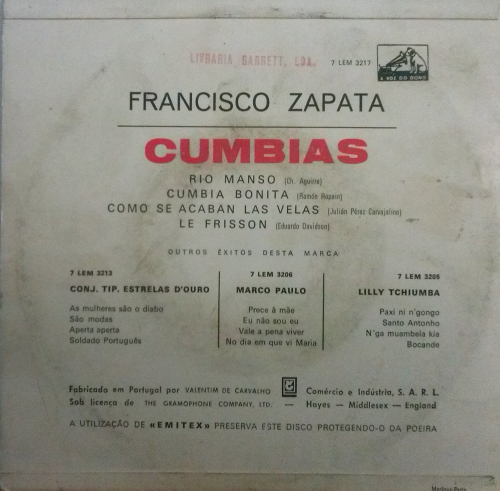 LIVRARIA GARRETT, LDA.
7 LEM 3217
A VOZ DO DONO
FRANCISCO ZAPATA
CUMBIAS
RIO MANSO (Ch. Aguirre)
CUMBIA BONITA (Ramón Ropain)
COMO SE ACABAN LAS VELAS (Julián Pérez Carvajalino)
LE FRISSON (Eduardo Davidson)
OUTROS ÊXITOS DESTA MARCA
7 LEM 3213
CONJ. TIP. ESTRELAS D'OURO
As mulheres são o diabo
São modas
Aperta aperta
Soldado Português
7 LEM 3206
MARCO PAULO
Prece à mãe
Eu não sou eu
Vale a pena viver
No dia em que vi Maria
7 LEM 3205
LILLY TCHIUMBA
Paxi ni n'gongo
Santo Antonho
N'ga muambela kia
Bocande
Fabricado em Portugal por VALENTIM DE CARVALHO Comércio e Indústria, S. A. R. L.
Sob licença de THE GRAMOPHONE COMPANY, LTD. — Hayes — Middlesex — England
A UTILIZAÇÃO DE «EMITEX» PRESERVA ESTE DISCO PROTEGENDO-O DA POEIRA